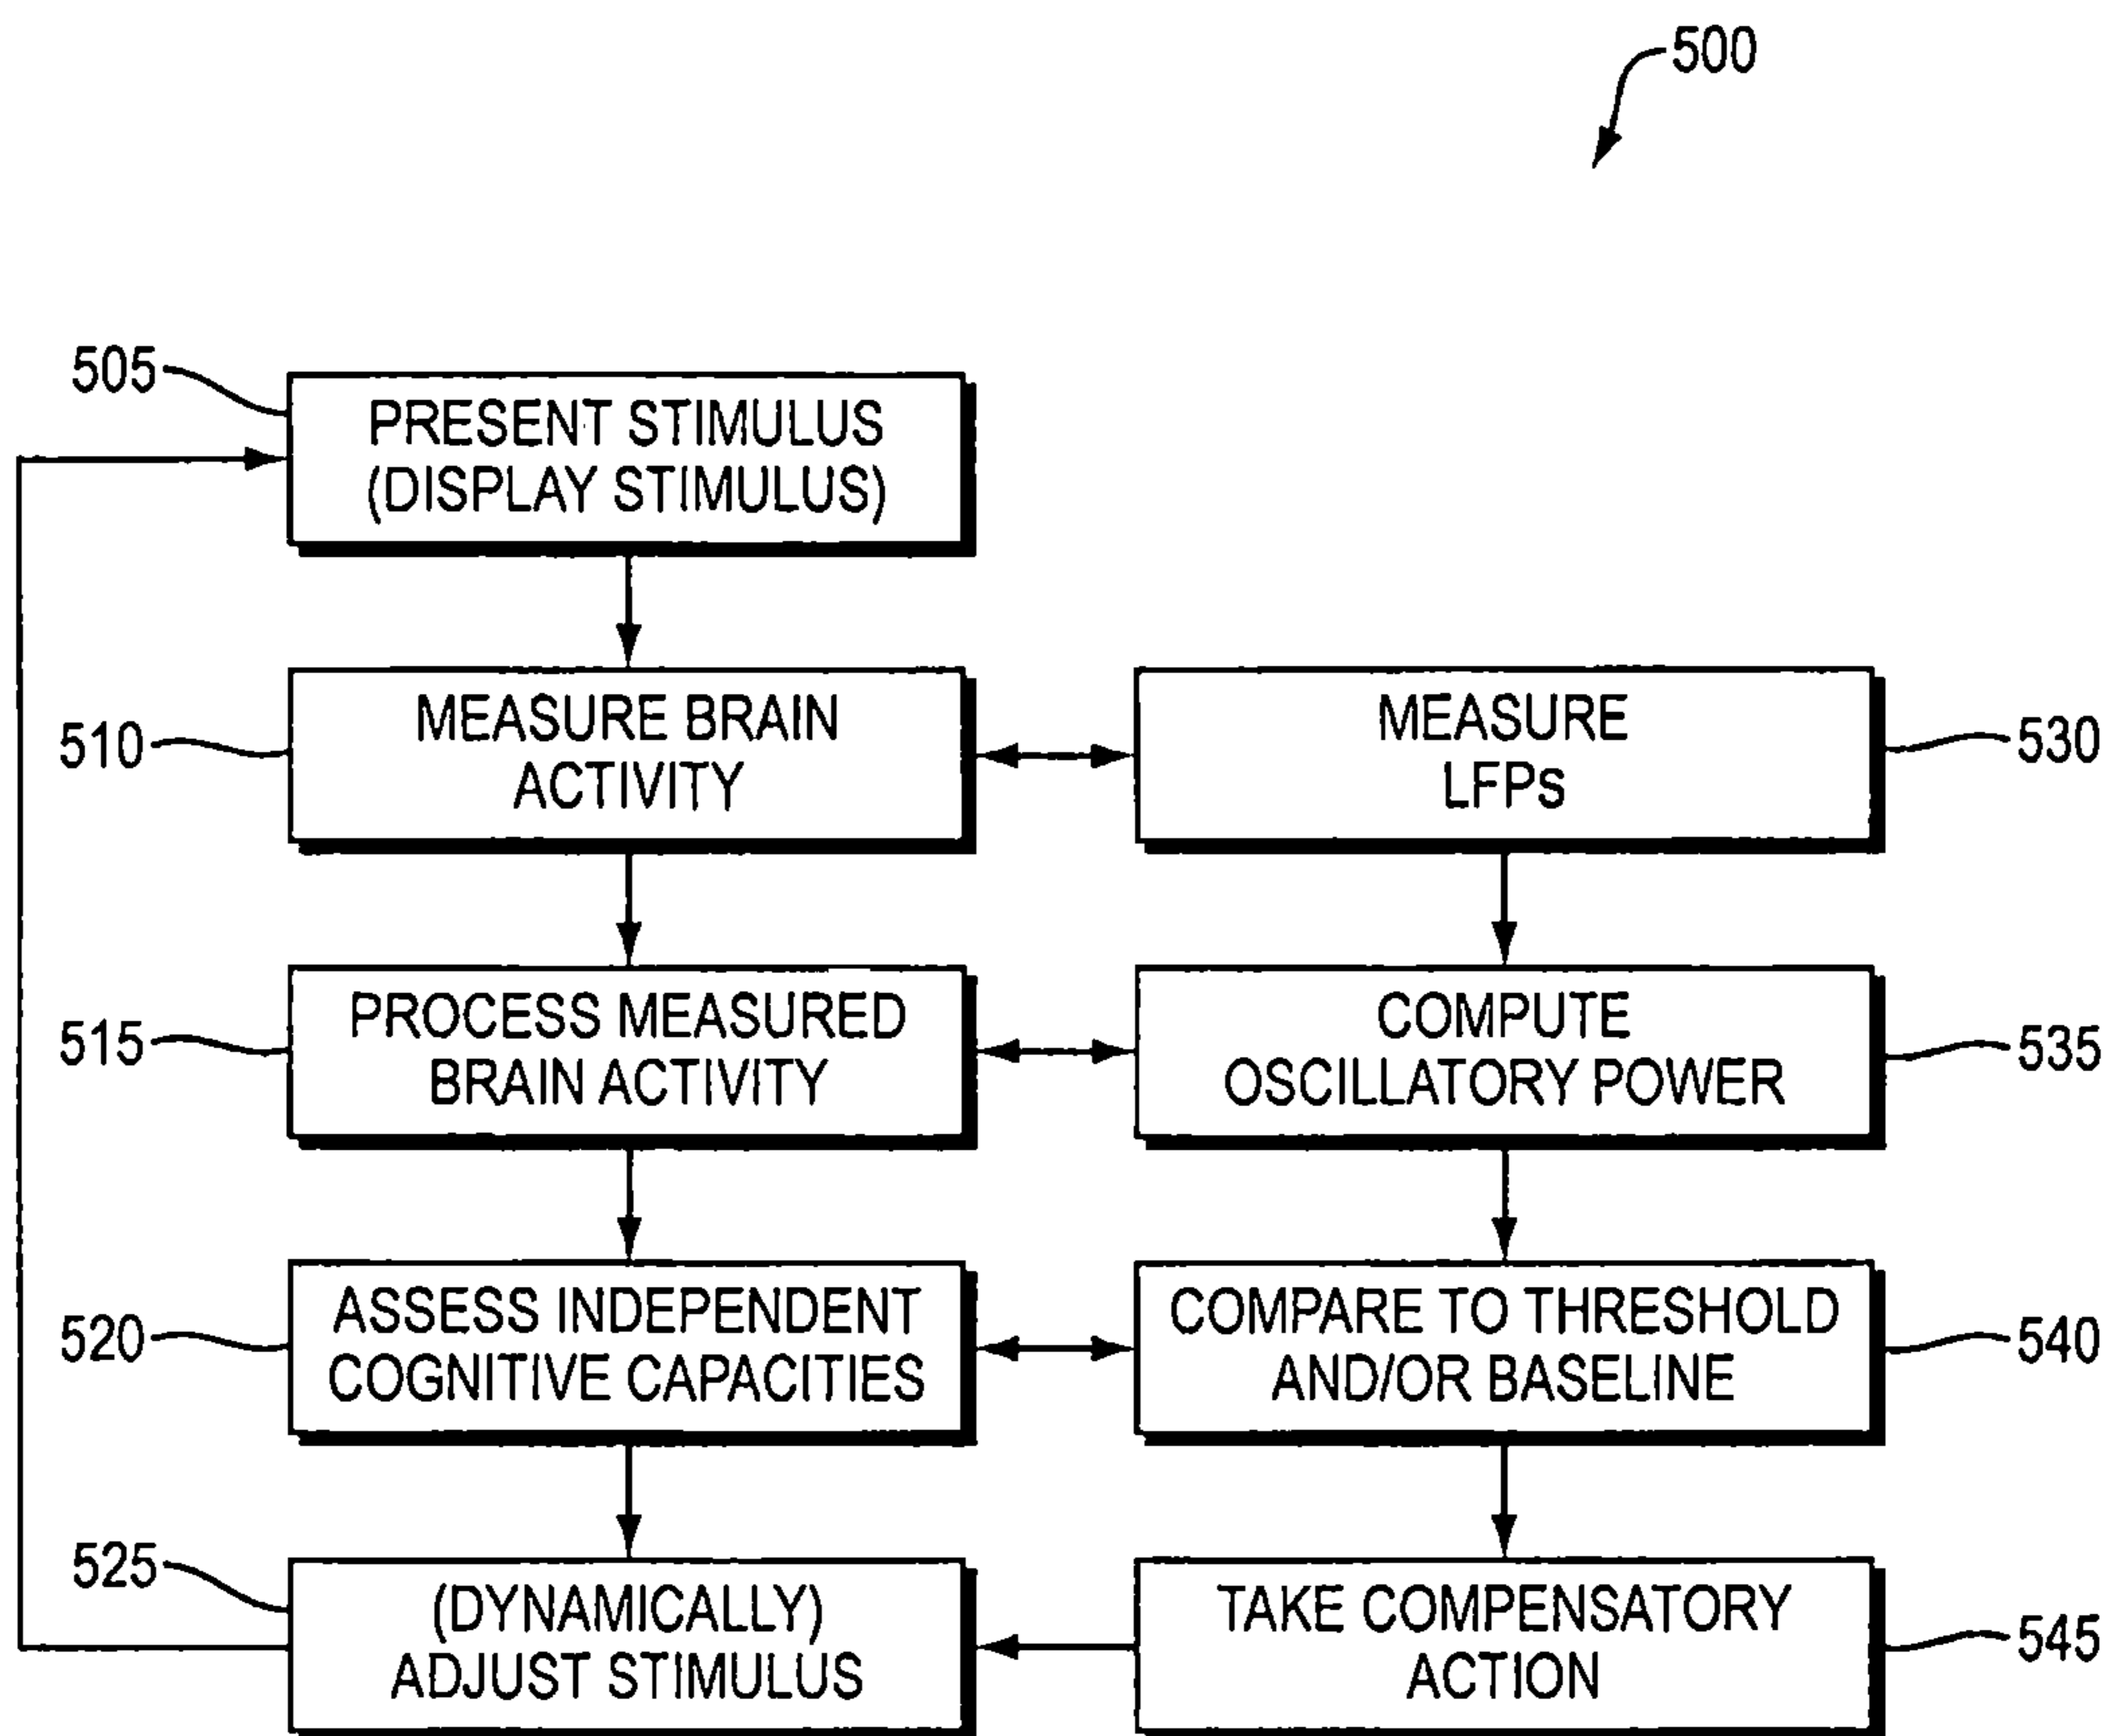 500
505
PRESENT STIMULUS
(DISPLAY STIMULUS)
510
MEASURE BRAIN
ACTIVITY
MEASURE
LFPs
530
515
PROCESS MEASURED
BRAIN ACTIVITY
COMPUTE
OSCILLATORY POWER
535
520
ASSESS INDEPENDENT
COGNITIVE CAPACITIES
COMPARE TO THRESHOLD
AND/OR BASELINE
540
525
(DYNAMICALLY)
ADJUST STIMULUS
TAKE COMPENSATORY
ACTION
545